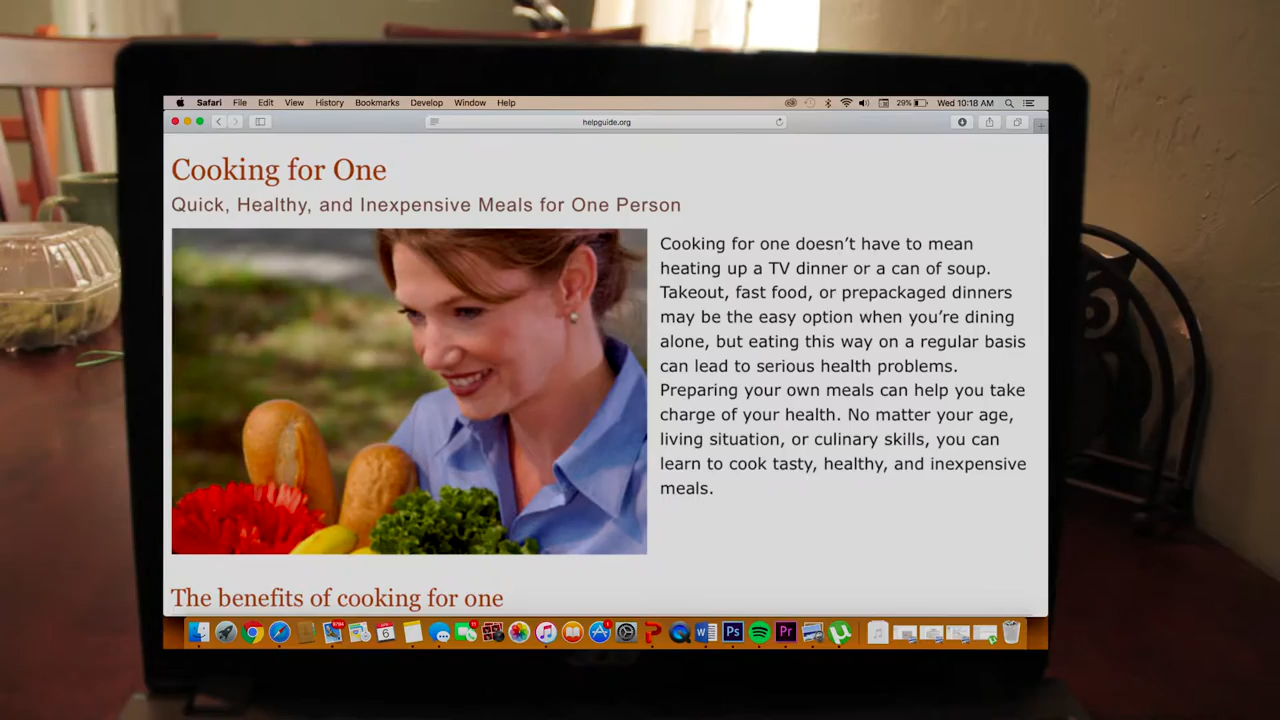 Safari File Edit View History Bookmarks Develop Window Help 29% Wed 10:18 AM
helpguide.org
Cooking for One
Quick, Healthy, and Inexpensive Meals for One Person
Cooking for one doesn’t have to mean
heating up a TV dinner or a can of soup.
Takeout, fast food, or prepackaged dinners
may be the easy option when you’re dining
alone, but eating this way on a regular basis
can lead to serious health problems.
Preparing your own meals can help you take
charge of your health. No matter your age,
living situation, or culinary skills, you can
learn to cook tasty, healthy, and inexpensive
meals.
The benefits of cooking for one
6 Ps Pr